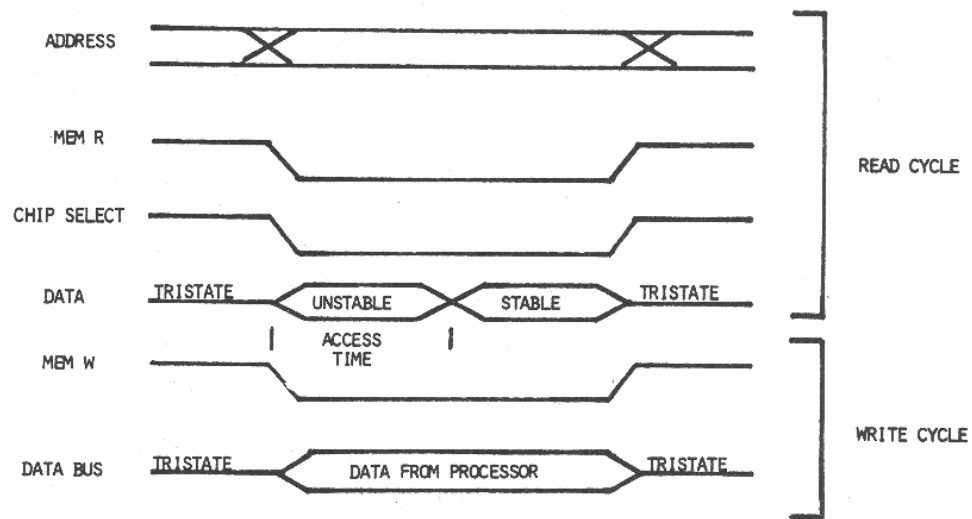 ADDRESS
MEM R
READ CYCLE
CHIP SELECT
DATA
TRISTATE
UNSTABLE
STABLE
TRISTATE
ACCESS
TIME
MEM W
WRITE CYCLE
DATA BUS
TRISTATE
DATA FROM PROCESSOR
TRISTATE